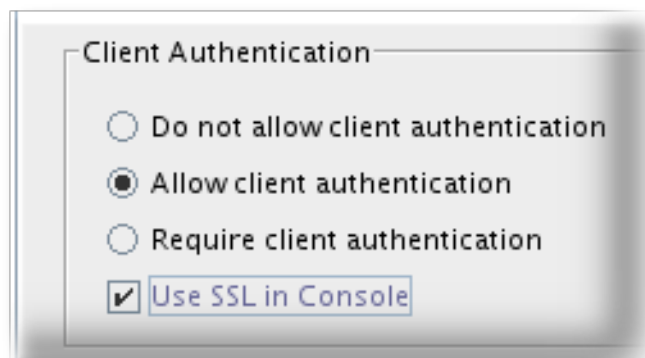 Client Authentication
Do not allow client authentication
Allow client authentication
Require client authentication
Use SSL in Console